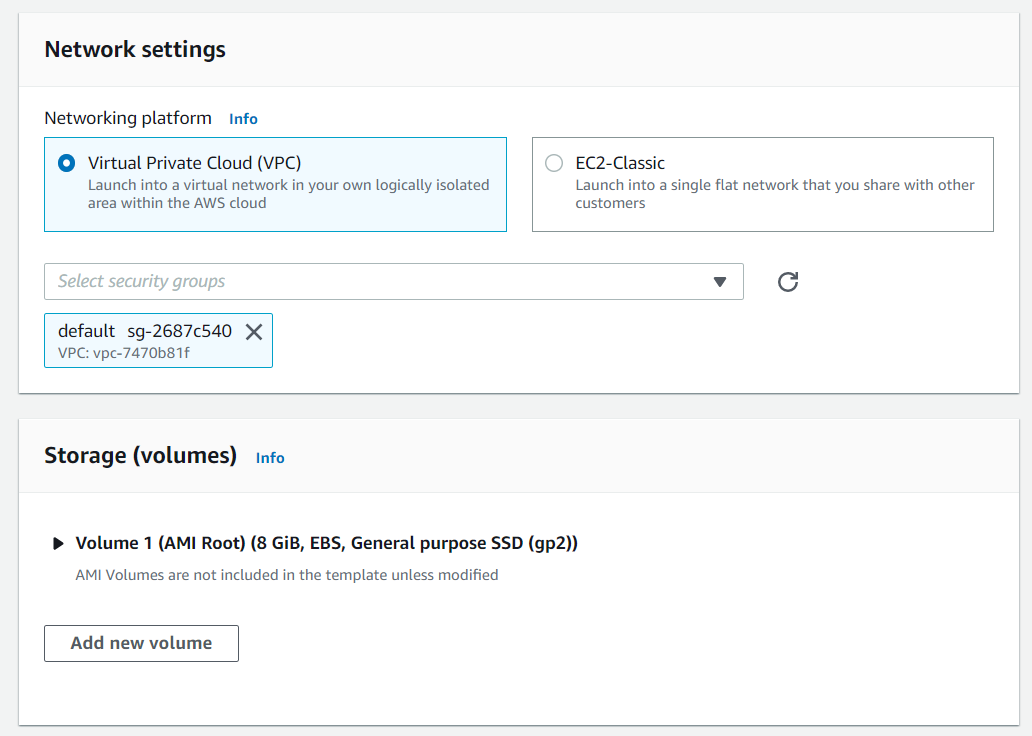 Network settings
Networking platform Info
Virtual Private Cloud (VPC)
Launch into a virtual network in your own logically isolated
area within the AWS cloud
EC2-Classic
Launch into a single flat network that you share with other
customers
Select security groups
default sg-2687c540
VPC: vpc-7470b81f
Storage (volumes) Info
Volume 1 (AMI Root) (8 GiB, EBS, General purpose SSD (gp2))
AMI Volumes are not included in the template unless modified
Add new volume